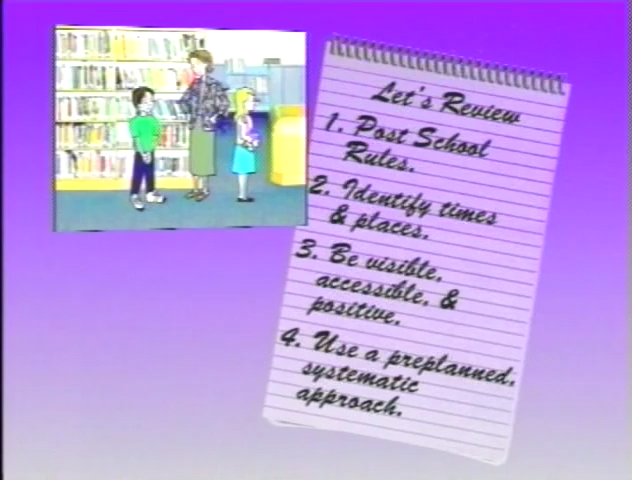 Let's Review
1. Post School
Rules.
2. Identify times
& places.
3. Be visible,
accessible, &
positive.
4. Use a preplanned,
systematic
approach.